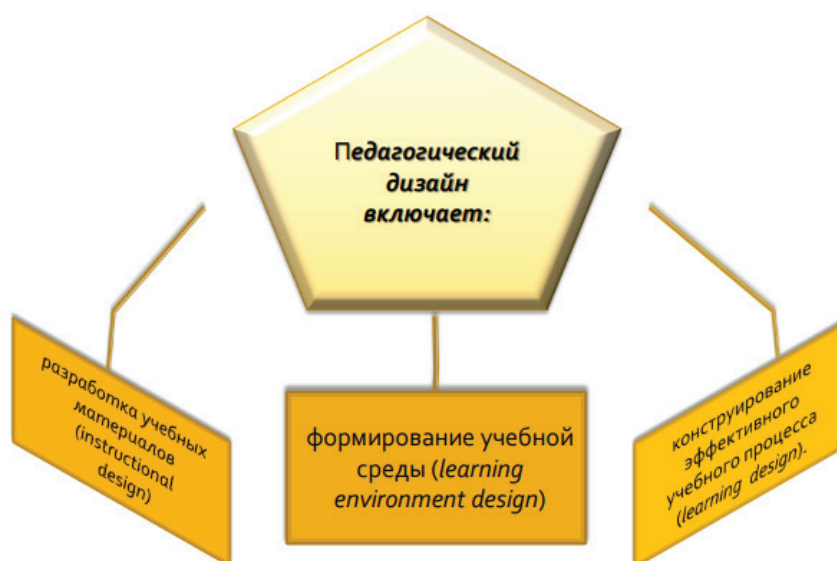 Педагогический
дизайн
включает:
разработка учебных
материалов
(instructional
design)
формирование учебной
среды (learning
environment design)
конструирование
эффективного
учебного процесса
(learning design).